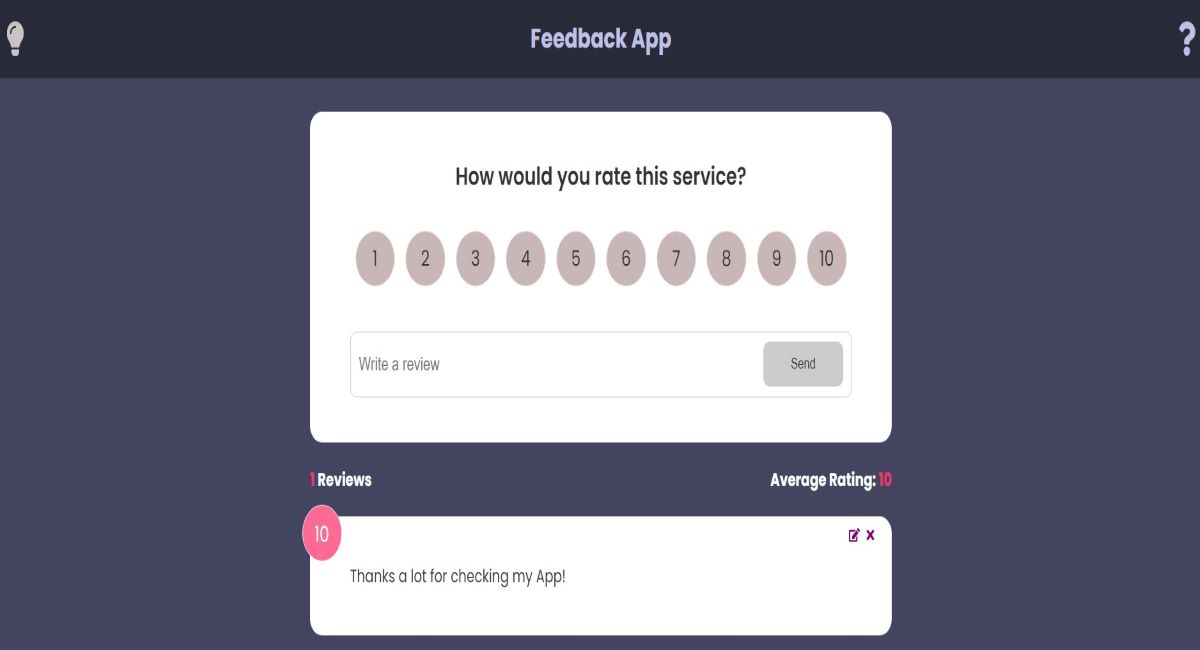 Feedback App
?
How would you rate this service?
1 2 3 4 5 6 7 8 9 10
Write a review
Send
1 Reviews
Average Rating: 10
10
Thanks a lot for checking my App!